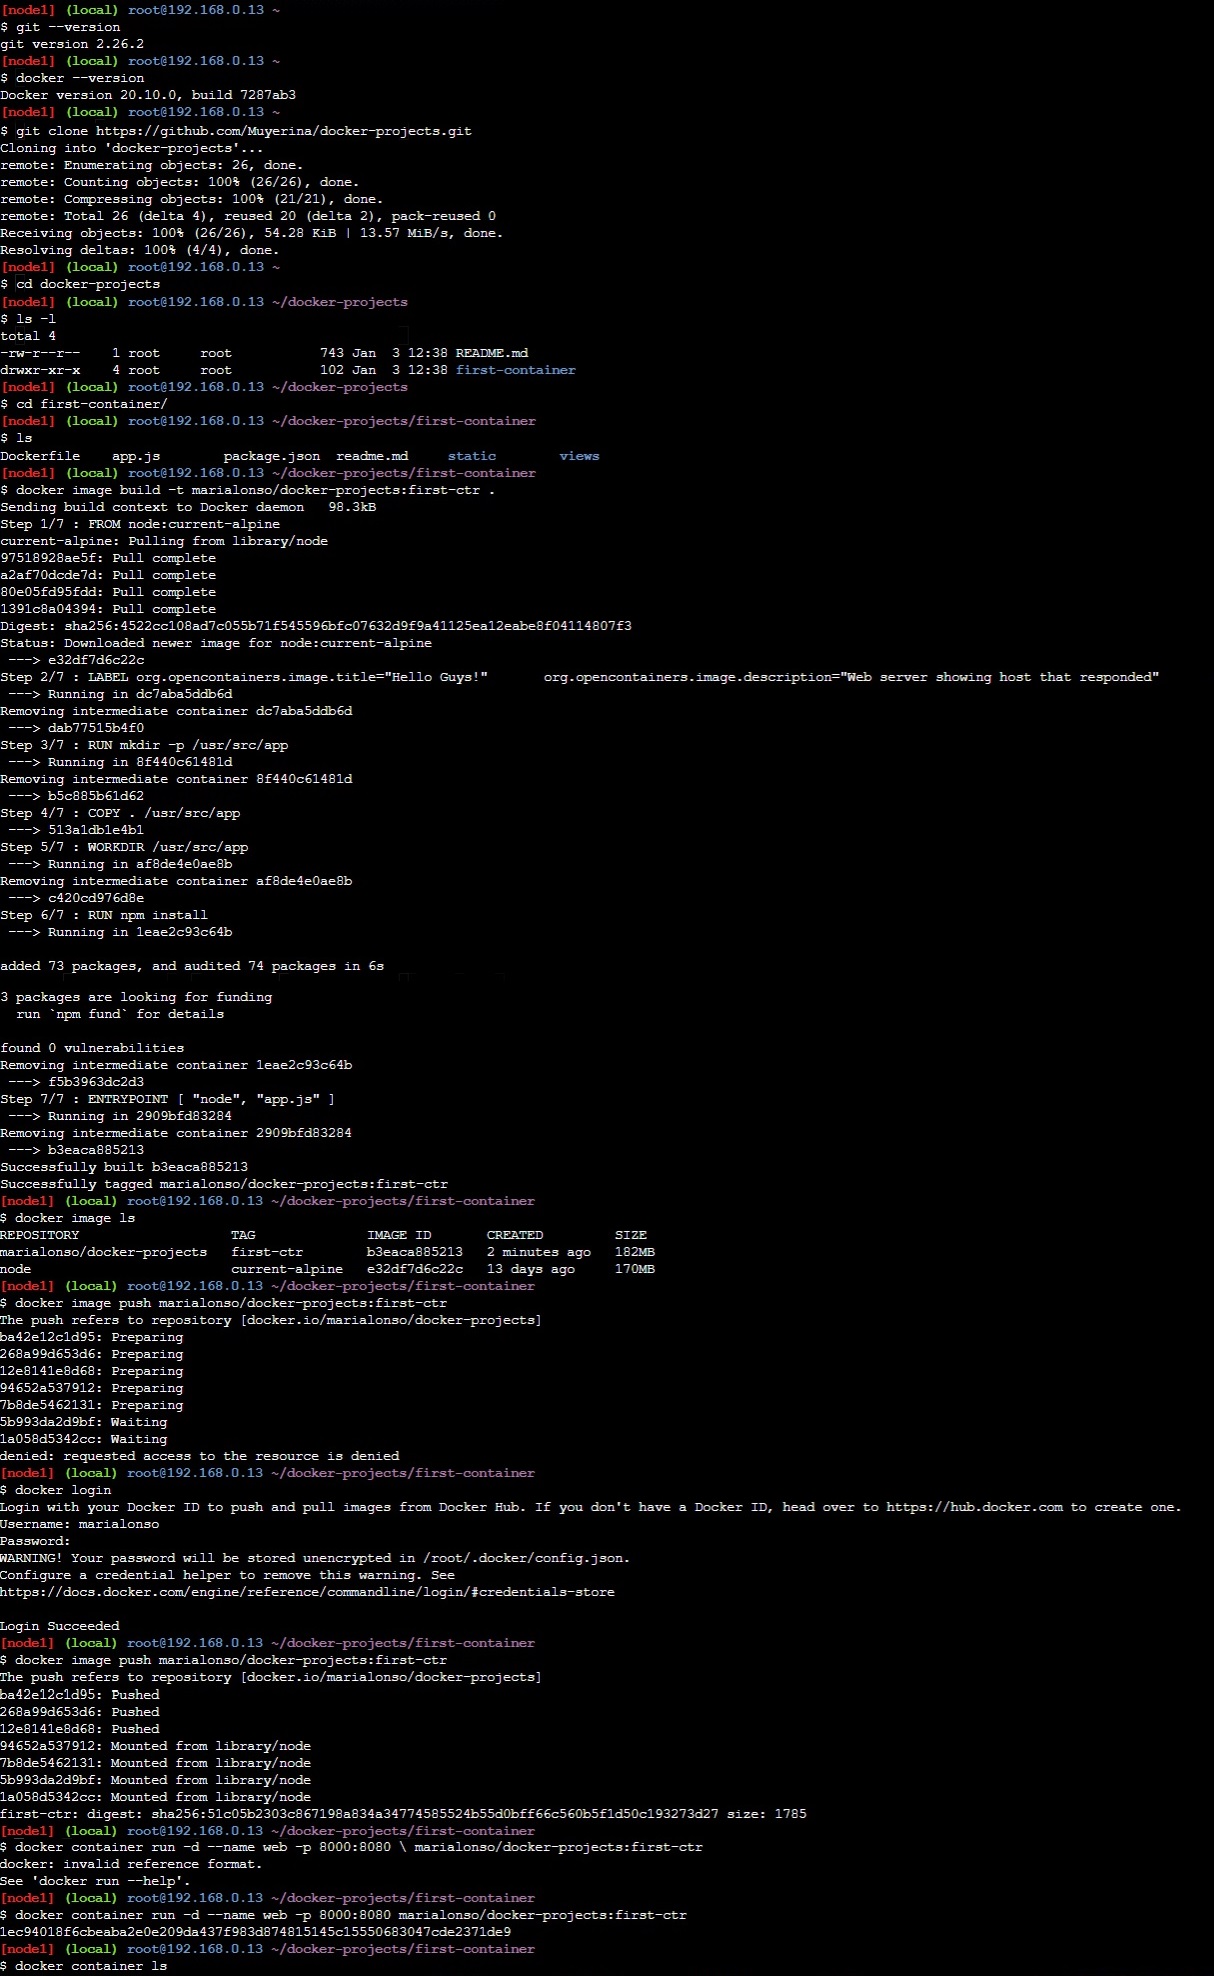 [node1] (local) root@192.168.0.13 ~
$ git --version
git version 2.26.2
[node1] (local) root@192.168.0.13 ~
$ docker --version
Docker version 20.10.0, build 7287ab3
[node1] (local) root@192.168.0.13 ~
$ git clone https://github.com/Muyerina/docker-projects.git
Cloning into 'docker-projects'...
remote: Enumerating objects: 26, done.
remote: Counting objects: 100% (26/26), done.
remote: Compressing objects: 100% (21/21), done.
remote: Total 26 (delta 4), reused 20 (delta 2), pack-reused 0
Receiving objects: 100% (26/26), 54.28 KiB | 13.57 MiB/s, done.
Resolving deltas: 100% (4/4), done.
[node1] (local) root@192.168.0.13 ~
$ cd docker-projects
[node1] (local) root@192.168.0.13 ~/docker-projects
$ ls -l
total 4
-rw-r--r--    1 root     root           743 Jan  3 12:38 README.md
drwxr-xr-x    4 root     root           102 Jan  3 12:38 first-container
[node1] (local) root@192.168.0.13 ~/docker-projects
$ cd first-container/
[node1] (local) root@192.168.0.13 ~/docker-projects/first-container
$ ls
Dockerfile    app.js        package.json  readme.md     static        views
[node1] (local) root@192.168.0.13 ~/docker-projects/first-container
$ docker image build -t marialonso/docker-projects:first-ctr .
Sending build context to Docker daemon   98.3kB
Step 1/7 : FROM node:current-alpine
current-alpine: Pulling from library/node
97518928ae5f: Pull complete
a2af70dcde7d: Pull complete
80e05fd95fdd: Pull complete
1391c8a04394: Pull complete
Digest: sha256:4522cc108ad7c055b71f545596bfc07632d9f9a41125ea12eabe8f04114807f3
Status: Downloaded newer image for node:current-alpine
 ---> e32df7d6c22c
Step 2/7 : LABEL org.opencontainers.image.title="Hello Guys!"       org.opencontainers.image.description="Web server showing host that responded"
 ---> Running in dc7aba5ddb6d
Removing intermediate container dc7aba5ddb6d
 ---> dab77515b4f0
Step 3/7 : RUN mkdir -p /usr/src/app
 ---> Running in 8f440c61481d
Removing intermediate container 8f440c61481d
 ---> b5c885b61d62
Step 4/7 : COPY . /usr/src/app
 ---> 513a1db1e4b1
Step 5/7 : WORKDIR /usr/src/app
 ---> Running in af8de4e0ae8b
Removing intermediate container af8de4e0ae8b
 ---> c420cd976d8e
Step 6/7 : RUN npm install
 ---> Running in 1eae2c93c64b
added 73 packages, and audited 74 packages in 6s
3 packages are looking for funding
  run `npm fund` for details
found 0 vulnerabilities
Removing intermediate container 1eae2c93c64b
 ---> f5b3963dc2d3
Step 7/7 : ENTRYPOINT [ "node", "app.js" ]
 ---> Running in 2909bfd83284
Removing intermediate container 2909bfd83284
 ---> b3eaca885213
Successfully built b3eaca885213
Successfully tagged marialonso/docker-projects:first-ctr
[node1] (local) root@192.168.0.13 ~/docker-projects/first-container
$ docker image ls
REPOSITORY                   TAG              IMAGE ID       CREATED         SIZE
marialonso/docker-projects   first-ctr        b3eaca885213   2 minutes ago   182MB
node                         current-alpine   e32df7d6c22c   13 days ago     170MB
[node1] (local) root@192.168.0.13 ~/docker-projects/first-container
$ docker image push marialonso/docker-projects:first-ctr
The push refers to repository [docker.io/marialonso/docker-projects]
ba42e12c1d95: Preparing
268a99d653d6: Preparing
12e8141e8d68: Preparing
94652a537912: Preparing
7b8de5462131: Preparing
5b993da2d9bf: Waiting
1a058d5342cc: Waiting
denied: requested access to the resource is denied
[node1] (local) root@192.168.0.13 ~/docker-projects/first-container
$ docker login
Login with your Docker ID to push and pull images from Docker Hub. If you don't have a Docker ID, head over to https://hub.docker.com to create one.
Username: marialonso
Password:
WARNING! Your password will be stored unencrypted in /root/.docker/config.json.
Configure a credential helper to remove this warning. See
https://docs.docker.com/engine/reference/commandline/login/#credentials-store
Login Succeeded
[node1] (local) root@192.168.0.13 ~/docker-projects/first-container
$ docker image push marialonso/docker-projects:first-ctr
The push refers to repository [docker.io/marialonso/docker-projects]
ba42e12c1d95: Pushed
268a99d653d6: Pushed
12e8141e8d68: Pushed
94652a537912: Mounted from library/node
7b8de5462131: Mounted from library/node
5b993da2d9bf: Mounted from library/node
1a058d5342cc: Mounted from library/node
first-ctr: digest: sha256:51c05b2303c867198a834a34774585524b55d0bff66c560b5f1d50c193273d27 size: 1785
[node1] (local) root@192.168.0.13 ~/docker-projects/first-container
$ docker container run -d --name web -p 8000:8080 \ marialonso/docker-projects:first-ctr
docker: invalid reference format.
See 'docker run --help'.
[node1] (local) root@192.168.0.13 ~/docker-projects/first-container
$ docker container run -d --name web -p 8000:8080 marialonso/docker-projects:first-ctr
1ec94018f6cbeaba2e0e209da437f983d874815145c15550683047cde2371de9
[node1] (local) root@192.168.0.13 ~/docker-projects/first-container
$ docker container ls